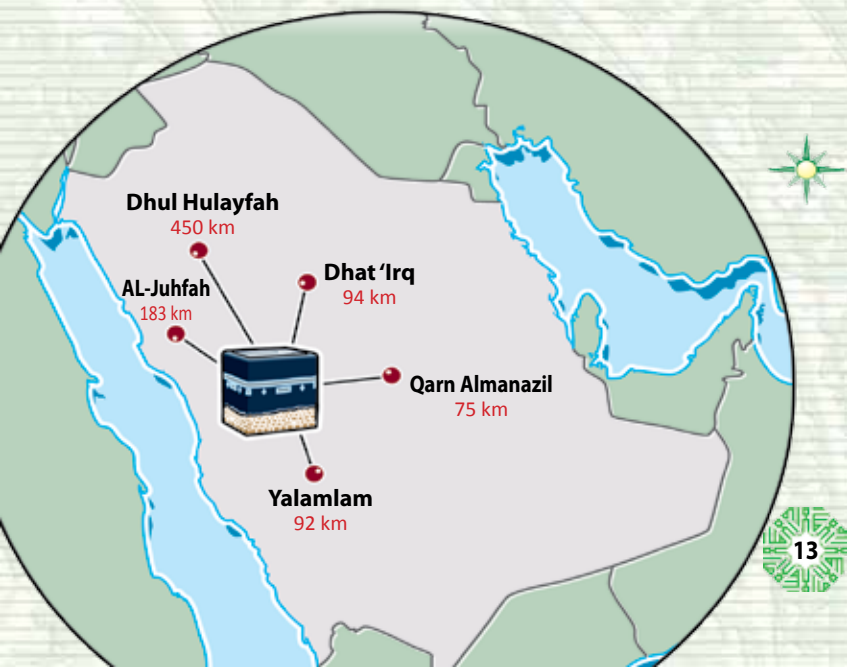 Dhul Hulayfah
450 km
Dhat ‘Irq
94 km
AL-Juhfah
183 km
Qarn Almanazil
75 km
Yalamlam
92 km
13